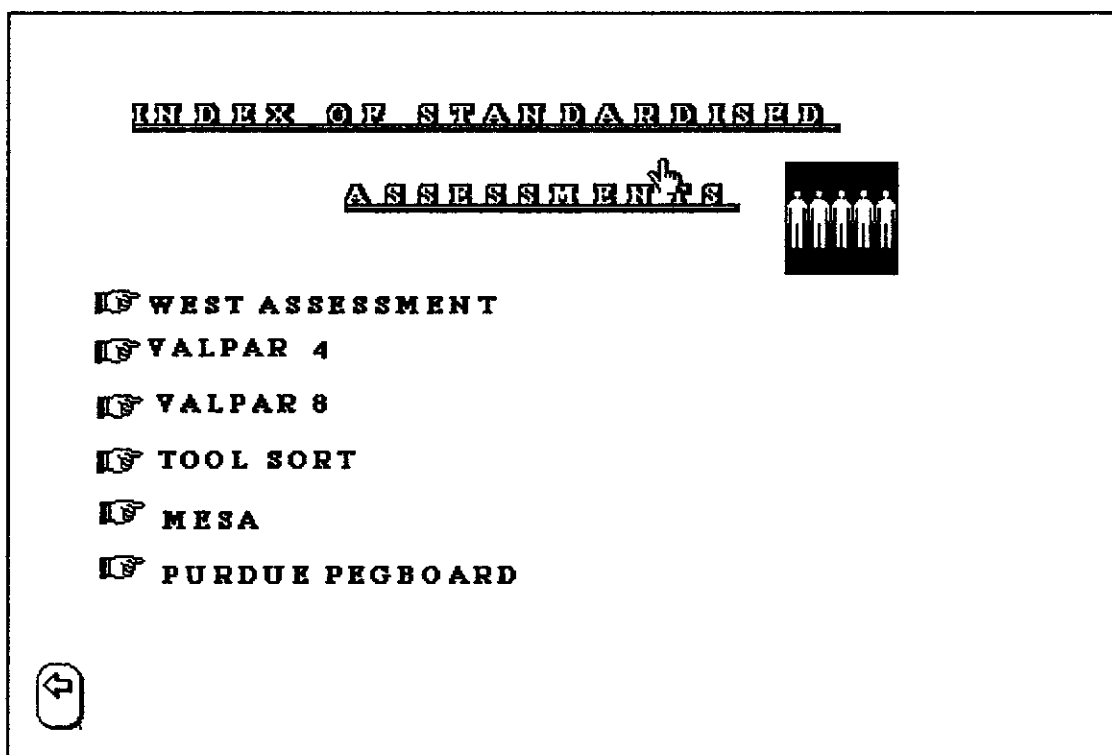 INDEX OF STANDARDISED
ASSESSMENTS
WEST ASSESSMENT
VALPAR 4
VALPAR 8
TOOL SORT
MESA
PURDUE PEGBOARD